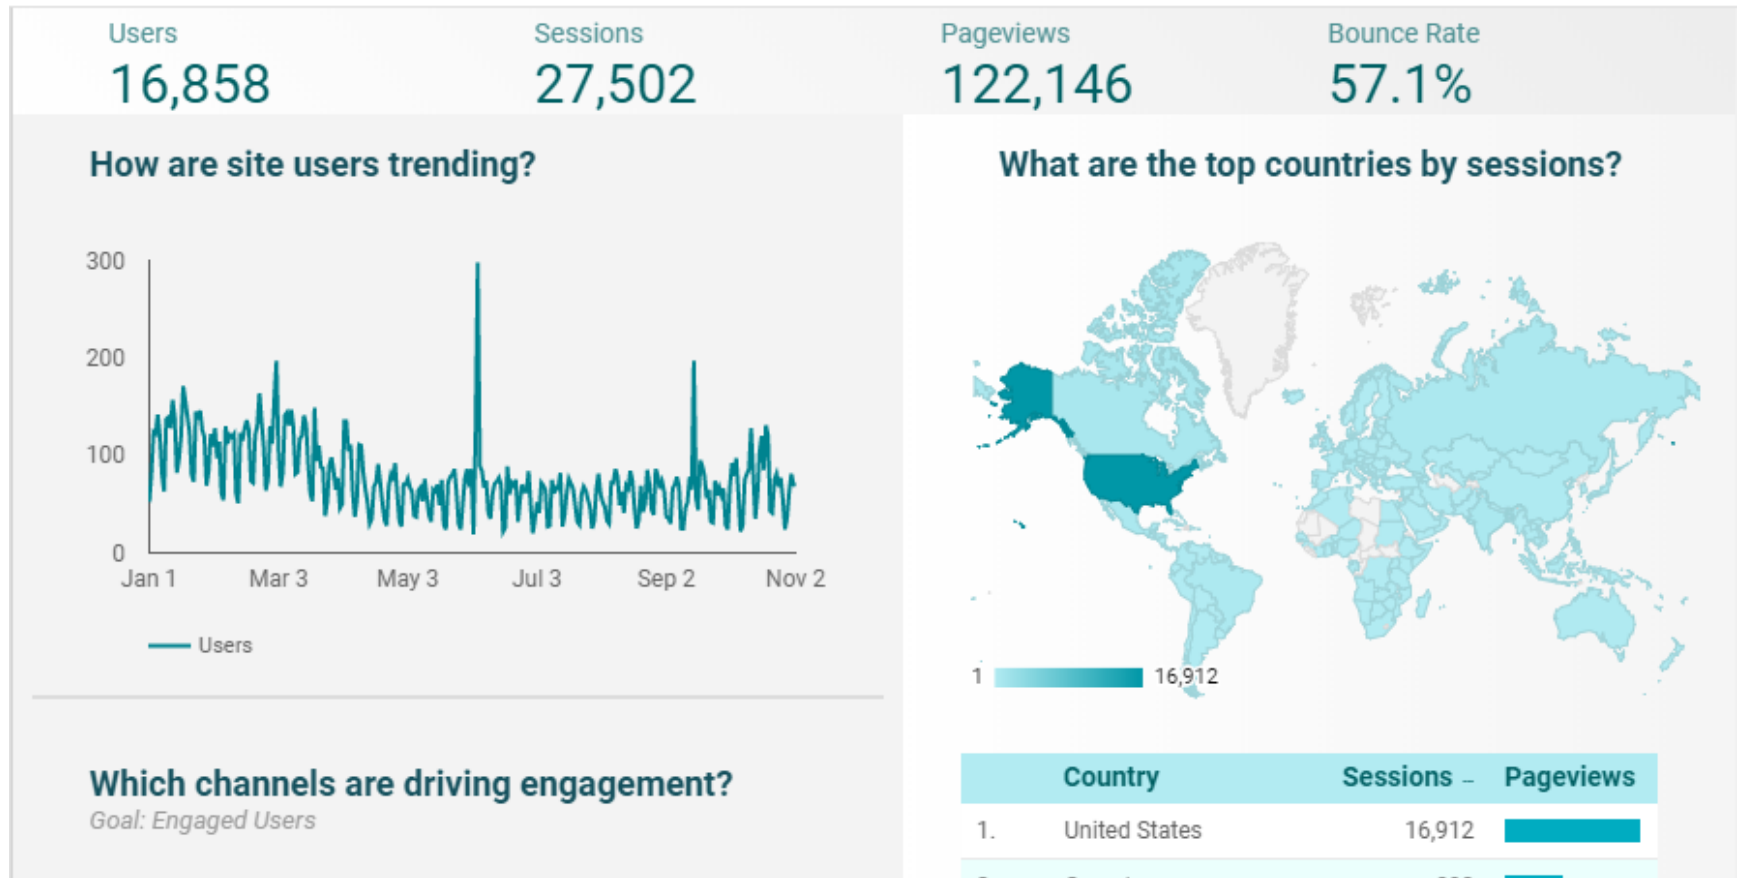 Users
16,858
Sessions
27,502
Pageviews
122,146
Bounce Rate
57.1%
How are site users trending?
300
200
100
0
Jan 1
Mar 3
May 3
Jul 3
Sep 2
Nov 2
Users
Which channels are driving engagement?
Goal: Engaged Users
What are the top countries by sessions?
1
16,912
Country Sessions Pageviews
1. United States 16,912